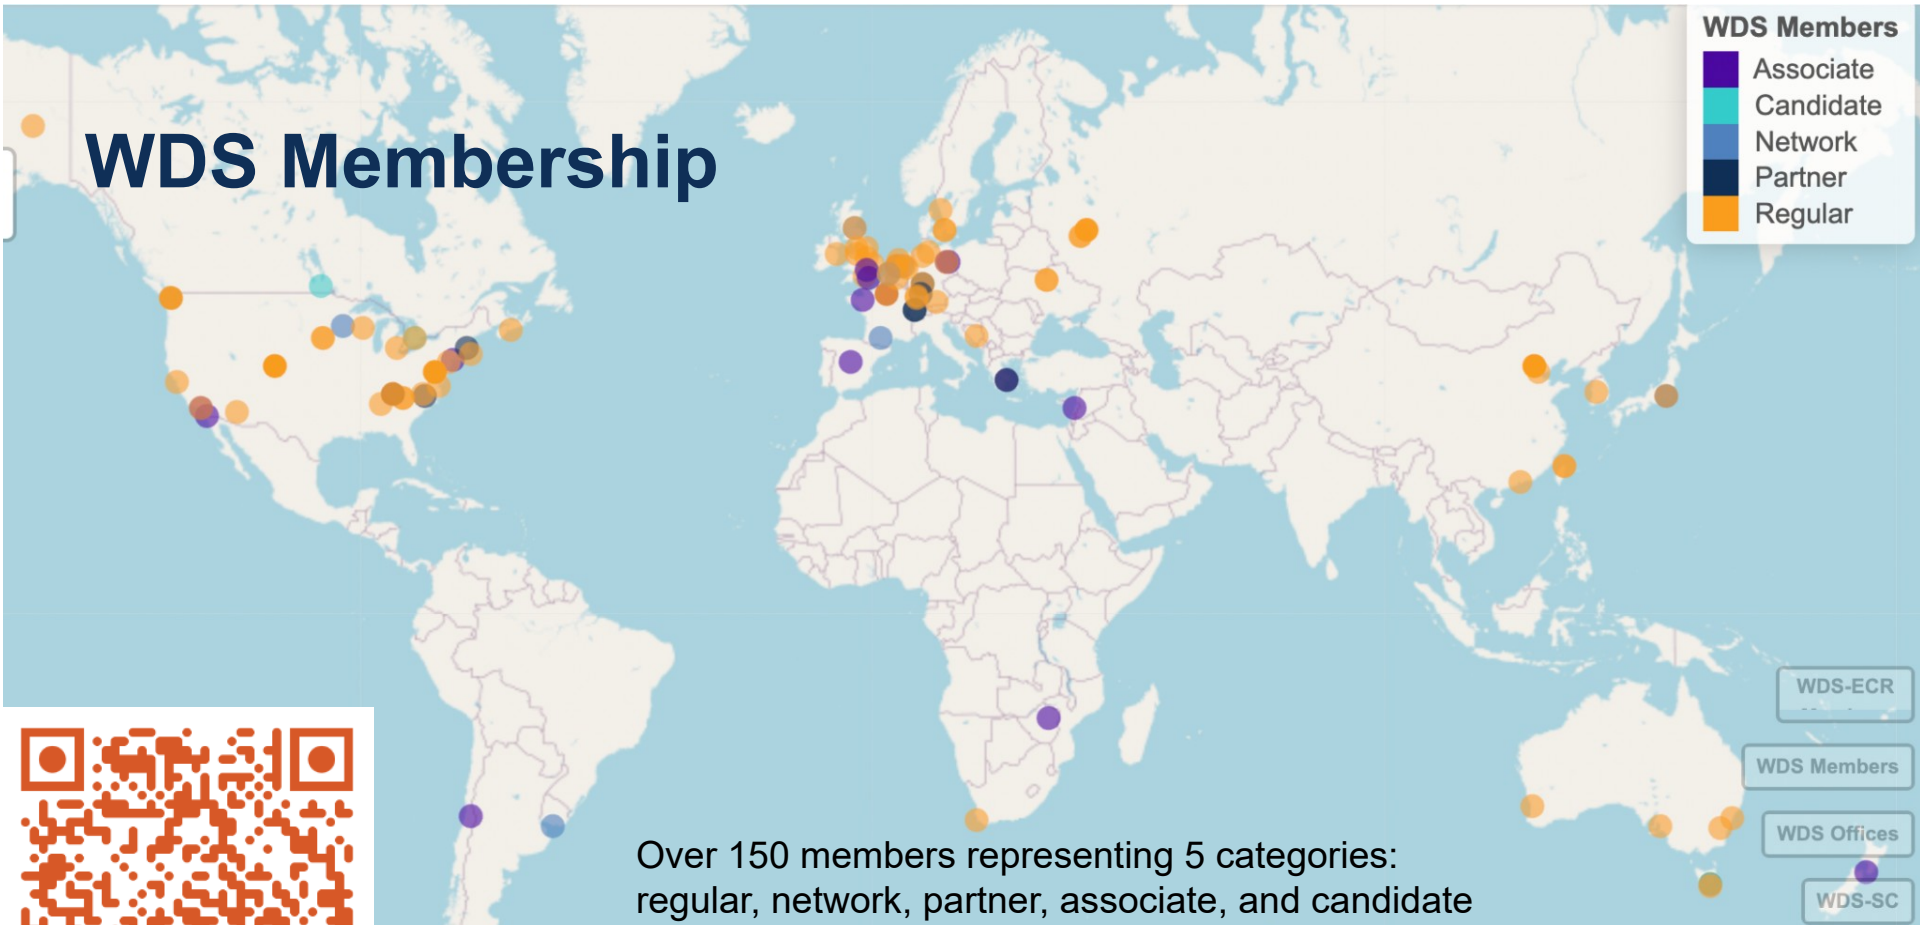 WDS Membership
WDS Members
Associate
Candidate
Network
Partner
Regular
WDS-ECR
WDS Members
WDS Offices
WDS-SC
Over 150 members representing 5 categories:
regular, network, partner, associate, and candidate